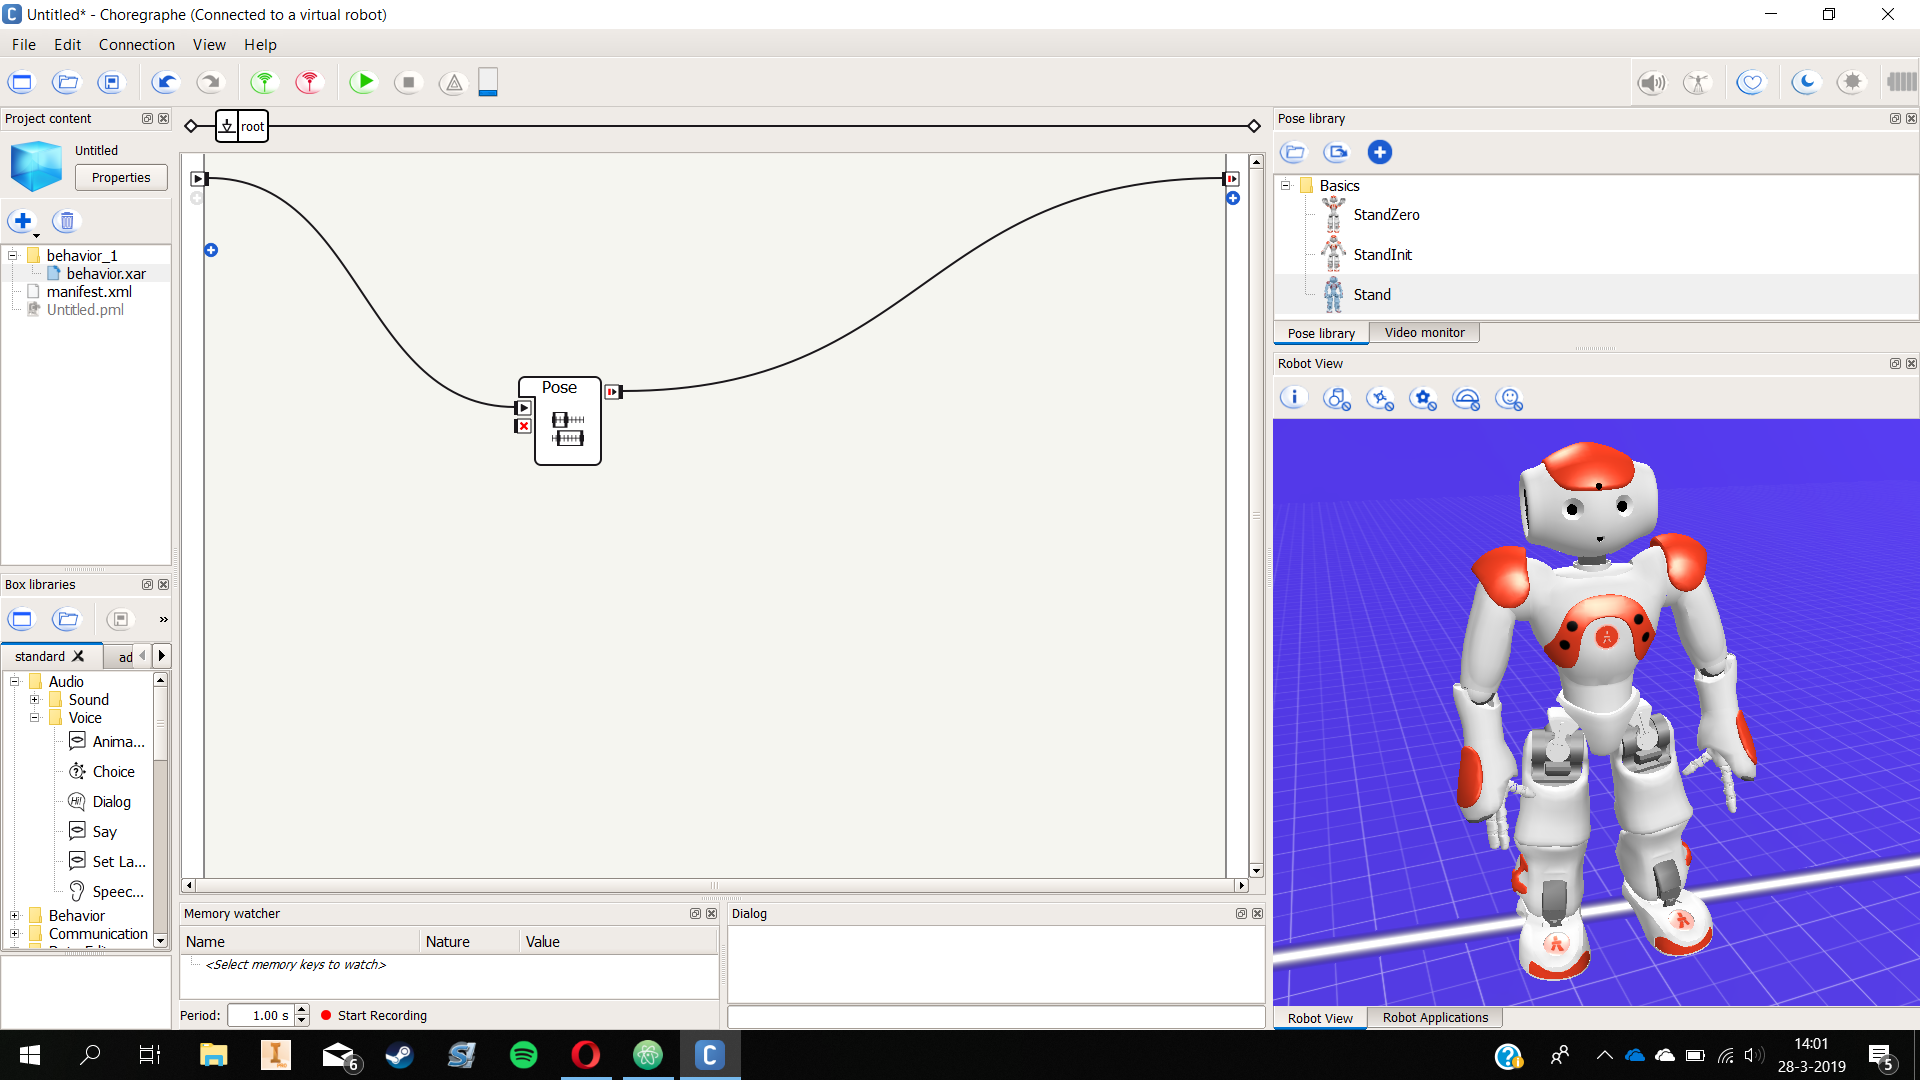 Untitled* - Choregraphe (Connected to a virtual robot)
File Edit Connection View Help
Project content
Untitled
Properties
behavior_1
behavior.xar
manifest.xml
Untitled.pml
Box libraries
standard
ad
Audio
Sound
Voice
Anima...
Choice
Dialog
Say
Set La...
Speec...
Behavior
Communication
root
Pose
Memory watcher
Name Nature Value
<Select memory keys to watch>
Period: 1.00 s Start Recording
Dialog
Pose library
Basics
StandZero
StandInit
Stand
Pose library Video monitor
Robot View
Robot View Robot Applications
6
14:01
28-3-2019
5